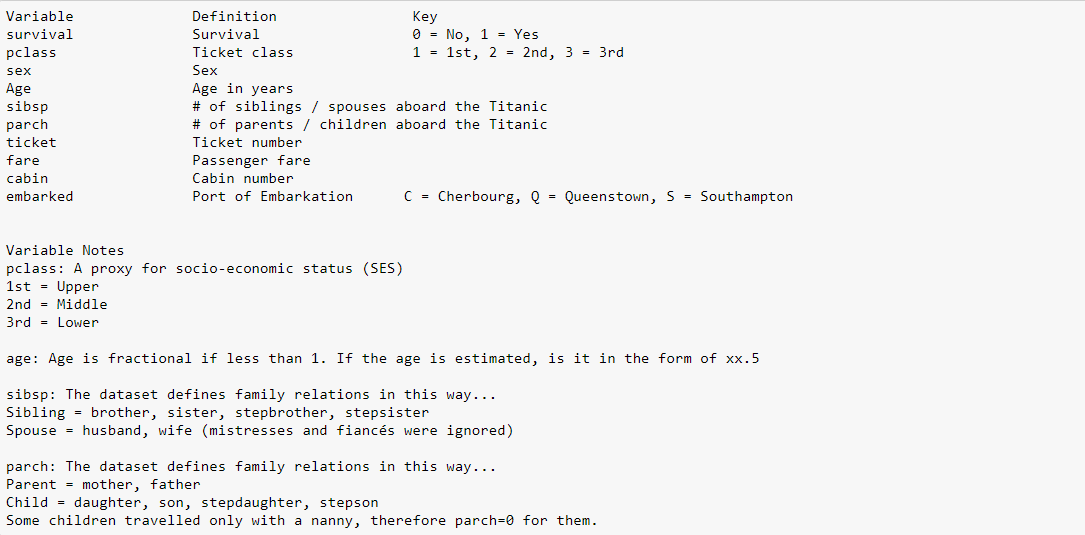 Variable Definition Key
survival Survival 0 = No, 1 = Yes
pclass Ticket class 1 = 1st, 2 = 2nd, 3 = 3rd
sex Sex
Age Age in years
sibsp # of siblings / spouses aboard the Titanic
parch # of parents / children aboard the Titanic
ticket Ticket number
fare Passenger fare
cabin Cabin number
embarked Port of Embarkation C = Cherbourg, Q = Queenstown, S = Southampton
Variable Notes
pclass: A proxy for socio-economic status (SES)
1st = Upper
2nd = Middle
3rd = Lower
age: Age is fractional if less than 1. If the age is estimated, is it in the form of xx.5
sibsp: The dataset defines family relations in this way...
Sibling = brother, sister, stepbrother, stepsister
Spouse = husband, wife (mistresses and fiancés were ignored)
parch: The dataset defines family relations in this way...
Parent = mother, father
Child = daughter, son, stepdaughter, stepson
Some children travelled only with a nanny, therefore parch=0 for them.